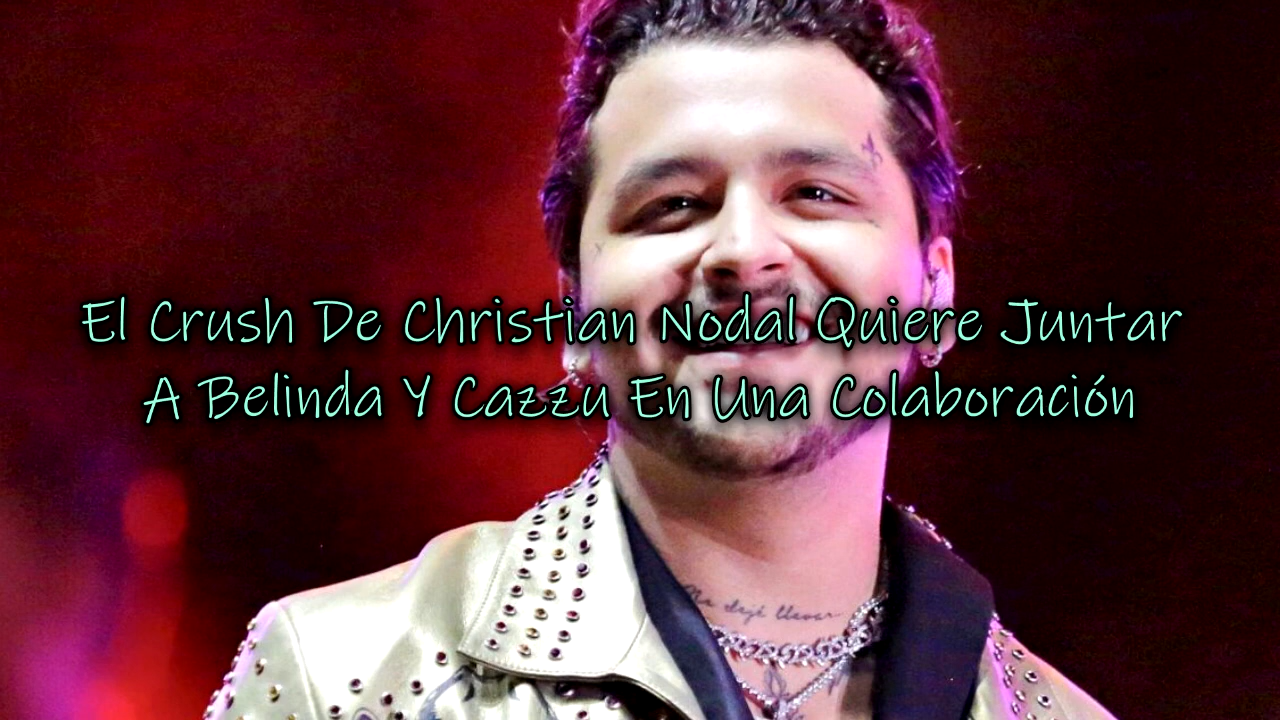 El Crush De Christian Nodal Quiere Juntar
A Belinda Y Cazzu En Una Colaboración